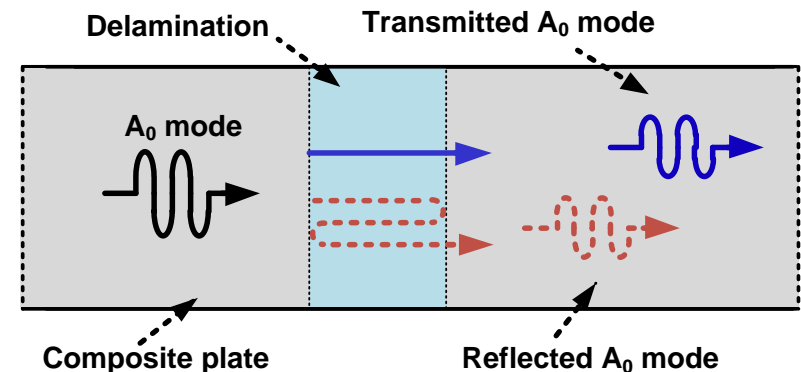 Delamination
Transmitted A₀ mode
A₀ mode
Composite plate
Reflected A₀ mode